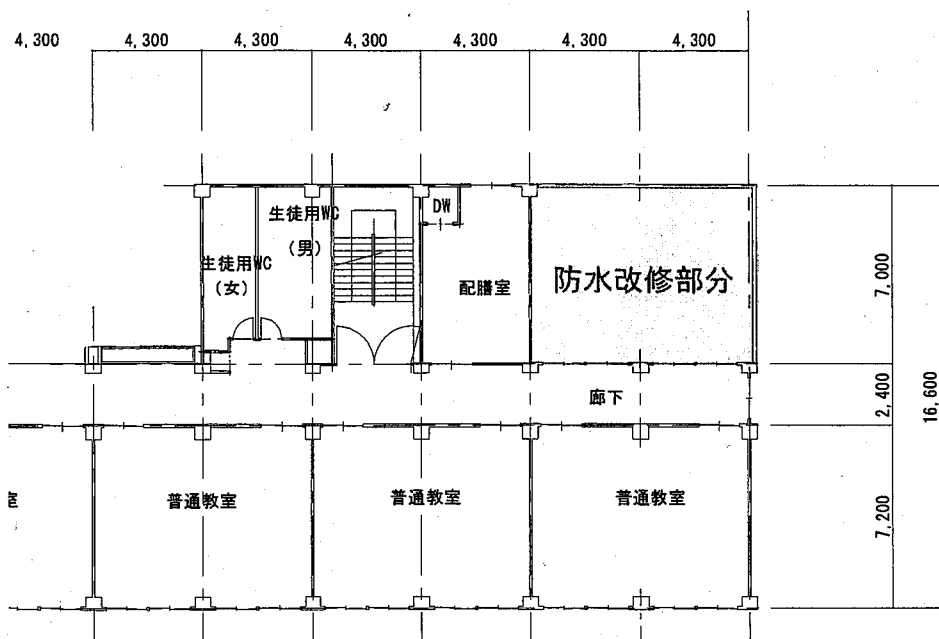 4,300
4,300
4,300
4,300
4,300
4,300
4,300
生徒用WC
(男)
生徒用WC
(女)
DW
配膳室
防水改修部分
7,000
廊下
2,400
16,600
普通教室
普通教室
普通教室
7,200
室